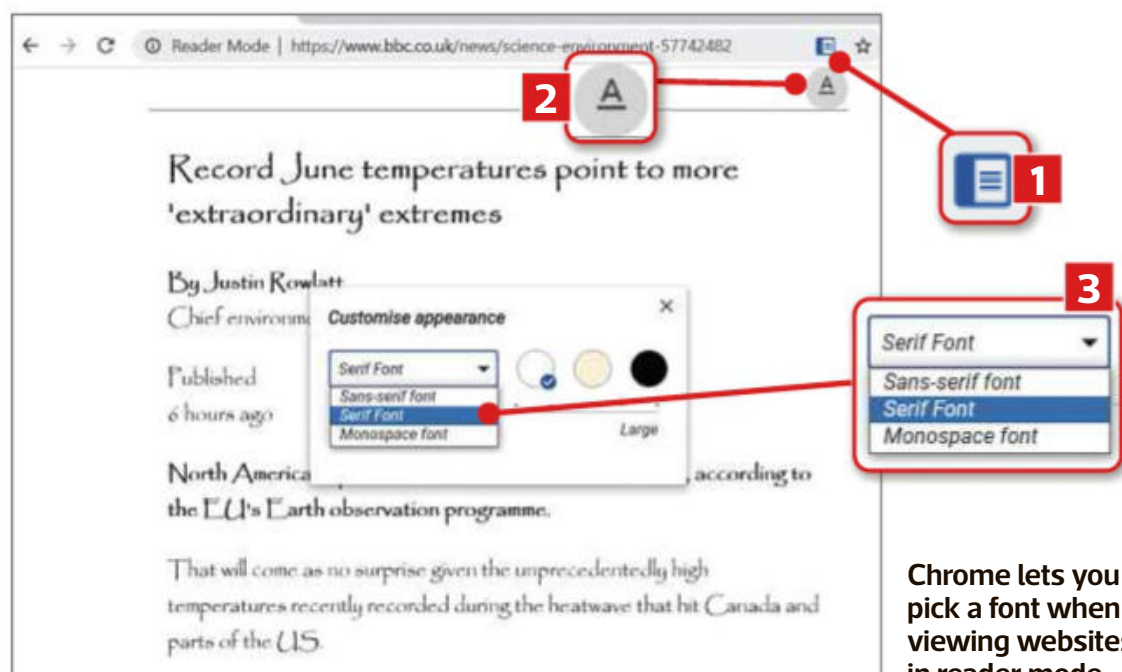 Reader Mode | https://www.bbc.co.uk/news/science-environment-57742482
2
A
A
1
Record June temperatures point to more
'extraordinary' extremes
By Justin Rowlatt
Chief environm
Published
6 hours ago
Customise appearance
×
Serif Font
Sans-serif font
Serif Font
Monospace font
Large
3
Serif Font
Sans-serif font
Serif Font
Monospace font
North America , according to
the EU's Earth observation programme.
That will come as no surprise given the unprecedentedly high
temperatures recently recorded during the heatwave that hit Canada and
parts of the US.
Chrome lets you
pick a font when
viewing websites
in reader mode